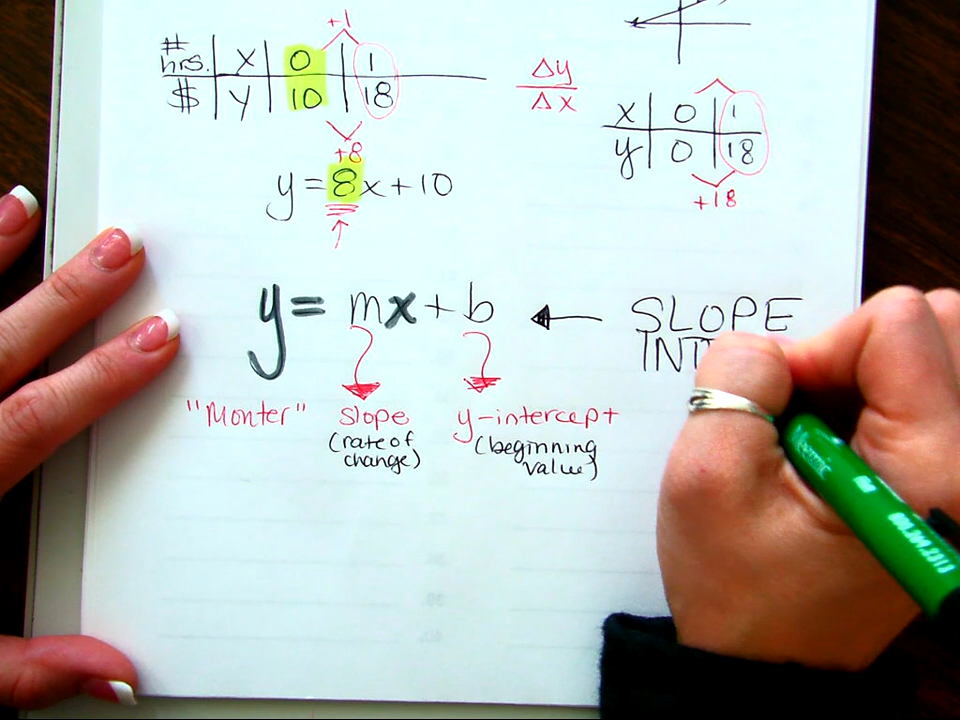 +1
# hrs. x 0 1
$ y 10 18
+8
Δy
Δx
x 0 1
y 0 18
+18
y = 8x + 10
y = mx + b
SLOPE
INT
"Monter" slope y-intercept
(rate of change) (beginning value)